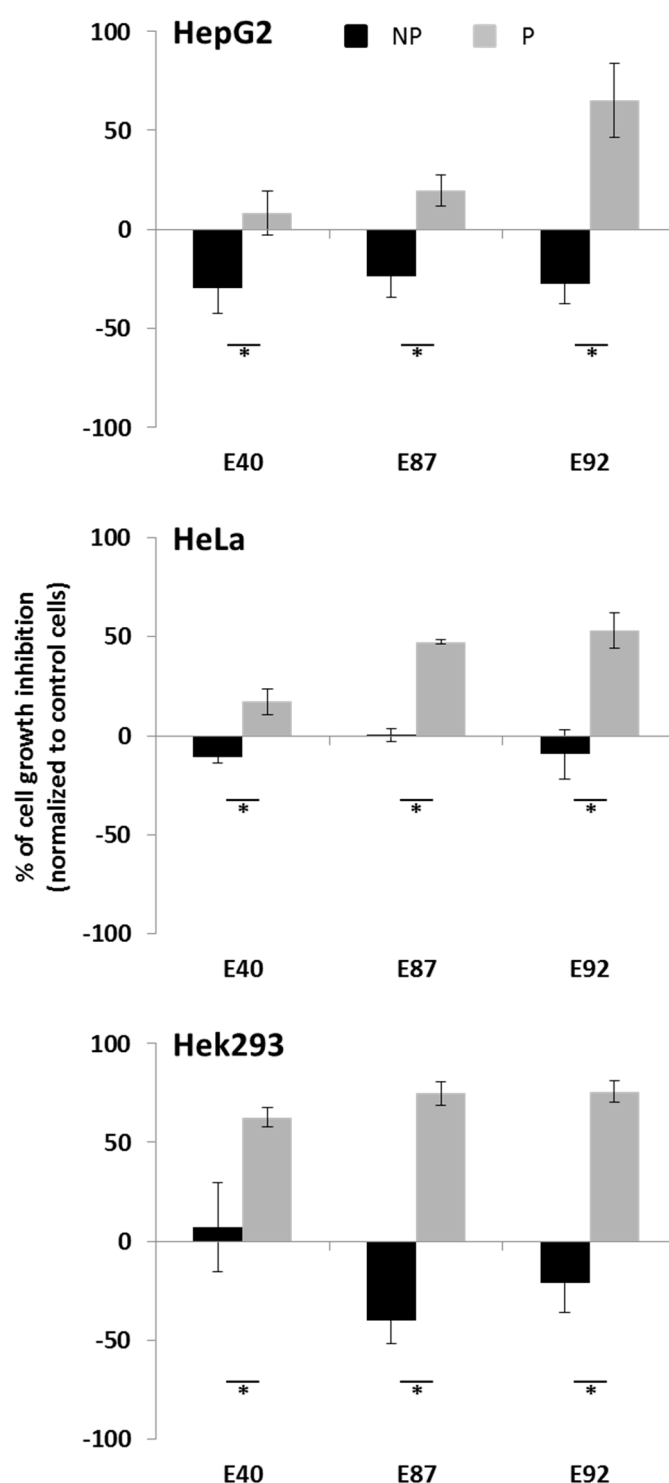 HepG2
NP P
100
50
0
-50
-100
* * *
E40 E87 E92
% of cell growth inhibition
(normalized to control cells)
HeLa
100
50
0
-50
-100
* * *
E40 E87 E92
Hek293
100
50
0
-50
-100
* * *
E40 E87 E92